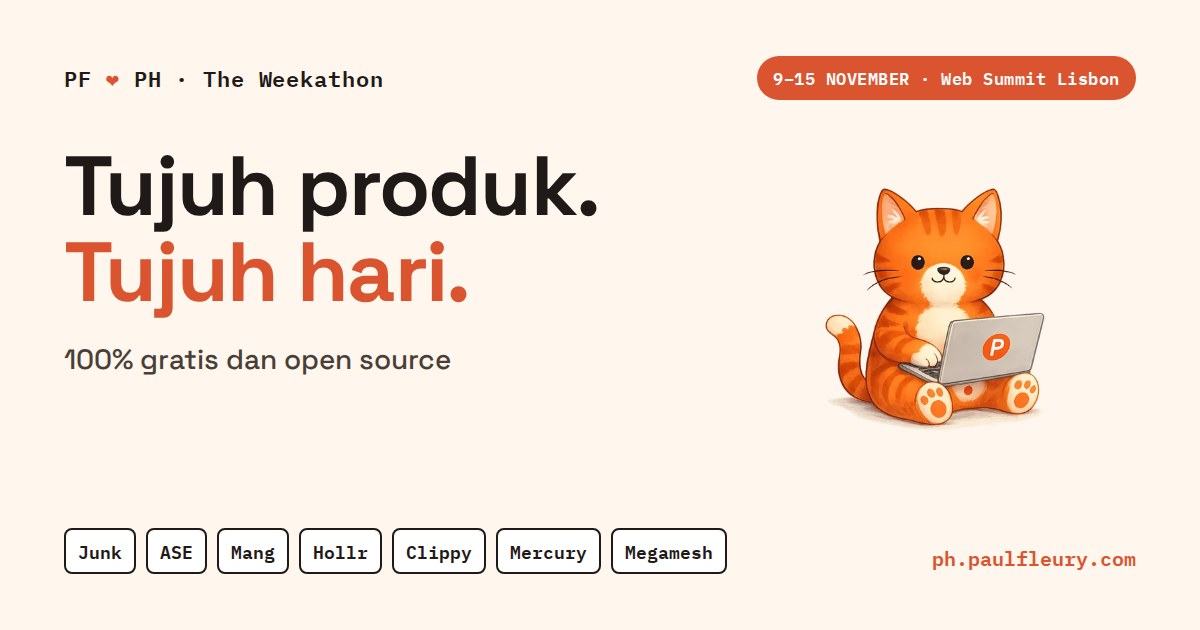 PF ❤ PH · The Weekathon
9–15 NOVEMBER · Web Summit Lisbon
Tujuh produk.
Tujuh hari.
100% gratis dan open source
P
Junk
ASE
Mang
Hollr
Clippy
Mercury
Megamesh
ph.paulfleury.com